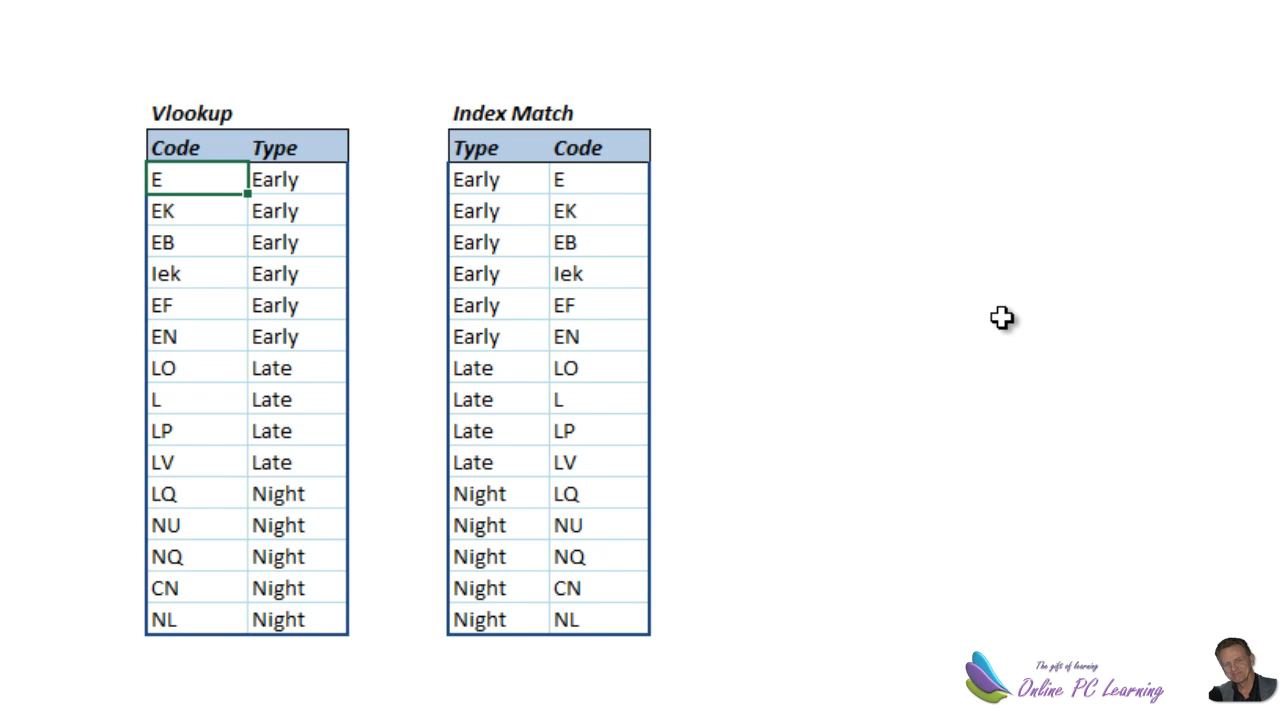 Vlookup
Code Type
E Early
EK Early
EB Early
Iek Early
EF Early
EN Early
LO Late
L Late
LP Late
LV Late
LQ Night
NU Night
NQ Night
CN Night
NL Night
Index Match
Type Code
Early E
Early EK
Early EB
Early Iek
Early EF
Early EN
Late LO
Late L
Late LP
Late LV
Night LQ
Night NU
Night NQ
Night CN
Night NL
The gift of learning
Online PC Learning